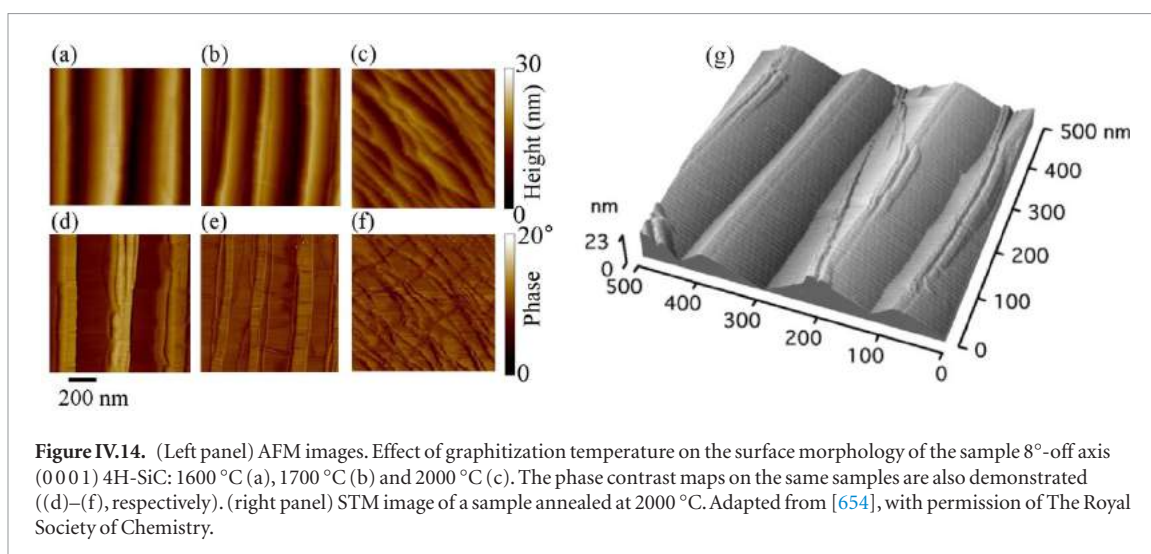 (a) (b) (c) (g)
30
Height (nm)
0
(d) (e) (f)
20°
Phase
0
200 nm
nm
23
0
500
400
300
200
100
0
500 nm
400
300
200
100
0
Figure IV.14. (Left panel) AFM images. Effect of graphitization temperature on the surface morphology of the sample 8°-off axis
(0 0 0 1) 4H-SiC: 1600 °C (a), 1700 °C (b) and 2000 °C (c). The phase contrast maps on the same samples are also demonstrated
((d)–(f), respectively). (right panel) STM image of a sample annealed at 2000 °C. Adapted from [654], with permission of The Royal
Society of Chemistry.